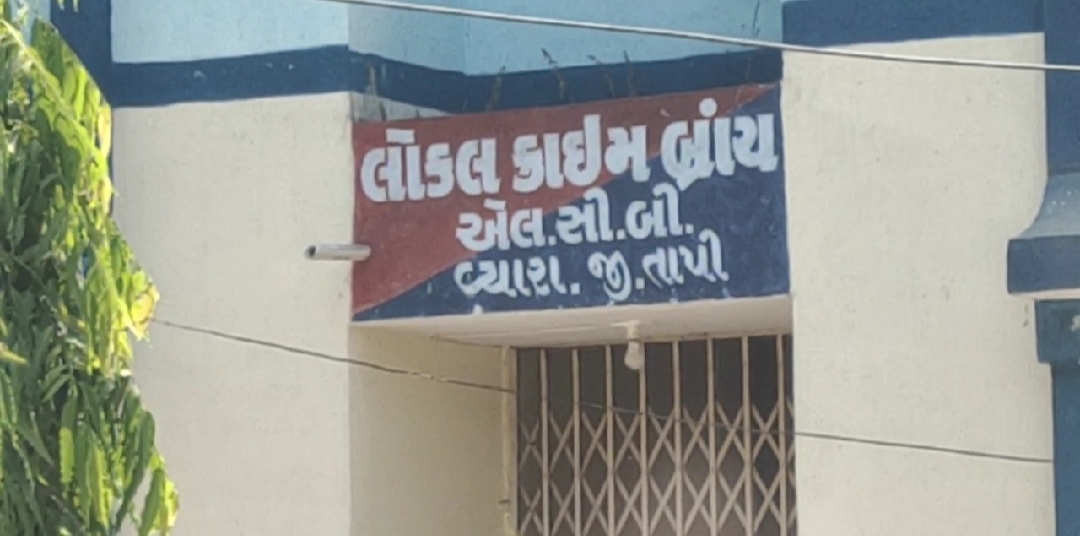 લોકલ ક્રાઇમ બ્રાંચ
એલ.સી.બી.
વ્યારા. જી.તાપી